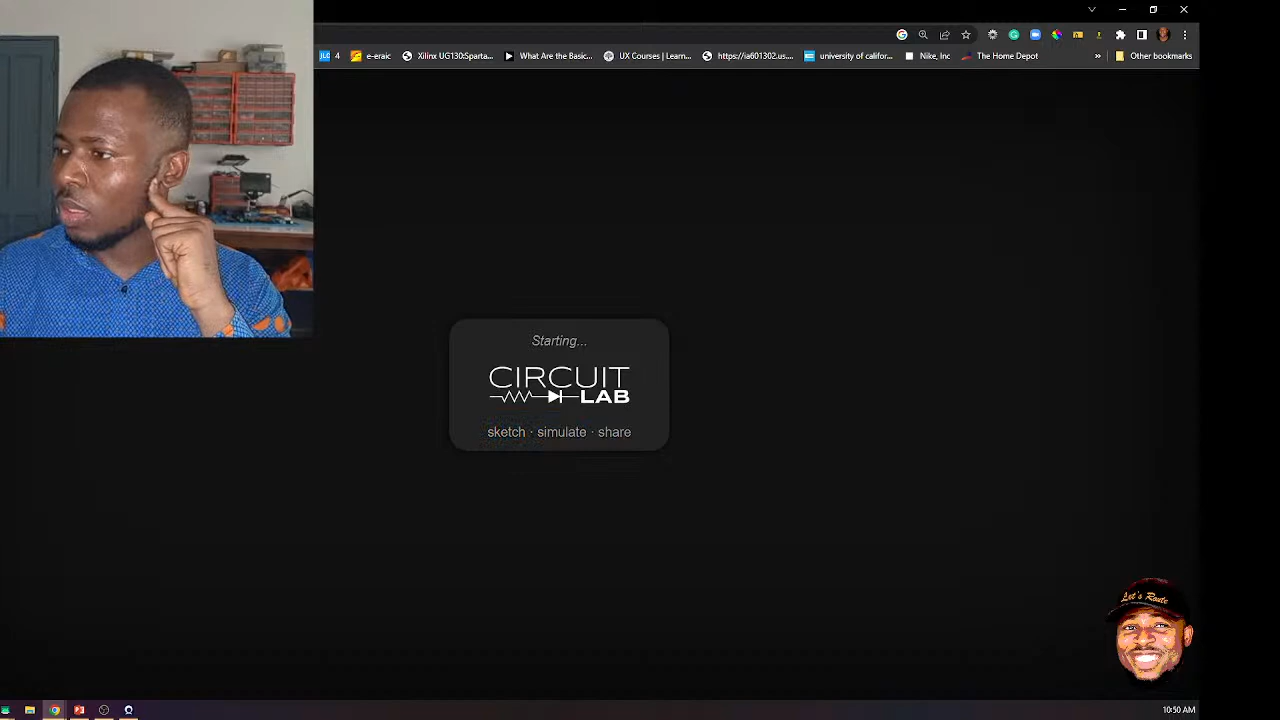 4
e-eraic
Xilinx UG130:Sparta...
What Are the Basic...
UX Courses | Learn...
https://ia601302.us....
university of califor...
Nike, Inc
The Home Depot
»
Other bookmarks
Starting...
CIRCUIT
LAB
sketch · simulate · share
Let's Route
10:50 AM